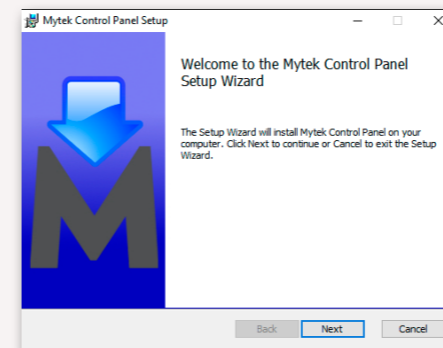 Mytek Control Panel Setup
Welcome to the Mytek Control Panel
Setup Wizard
The Setup Wizard will install Mytek Control Panel on your
computer. Click Next to continue or Cancel to exit the Setup
Wizard.
Back Next Cancel